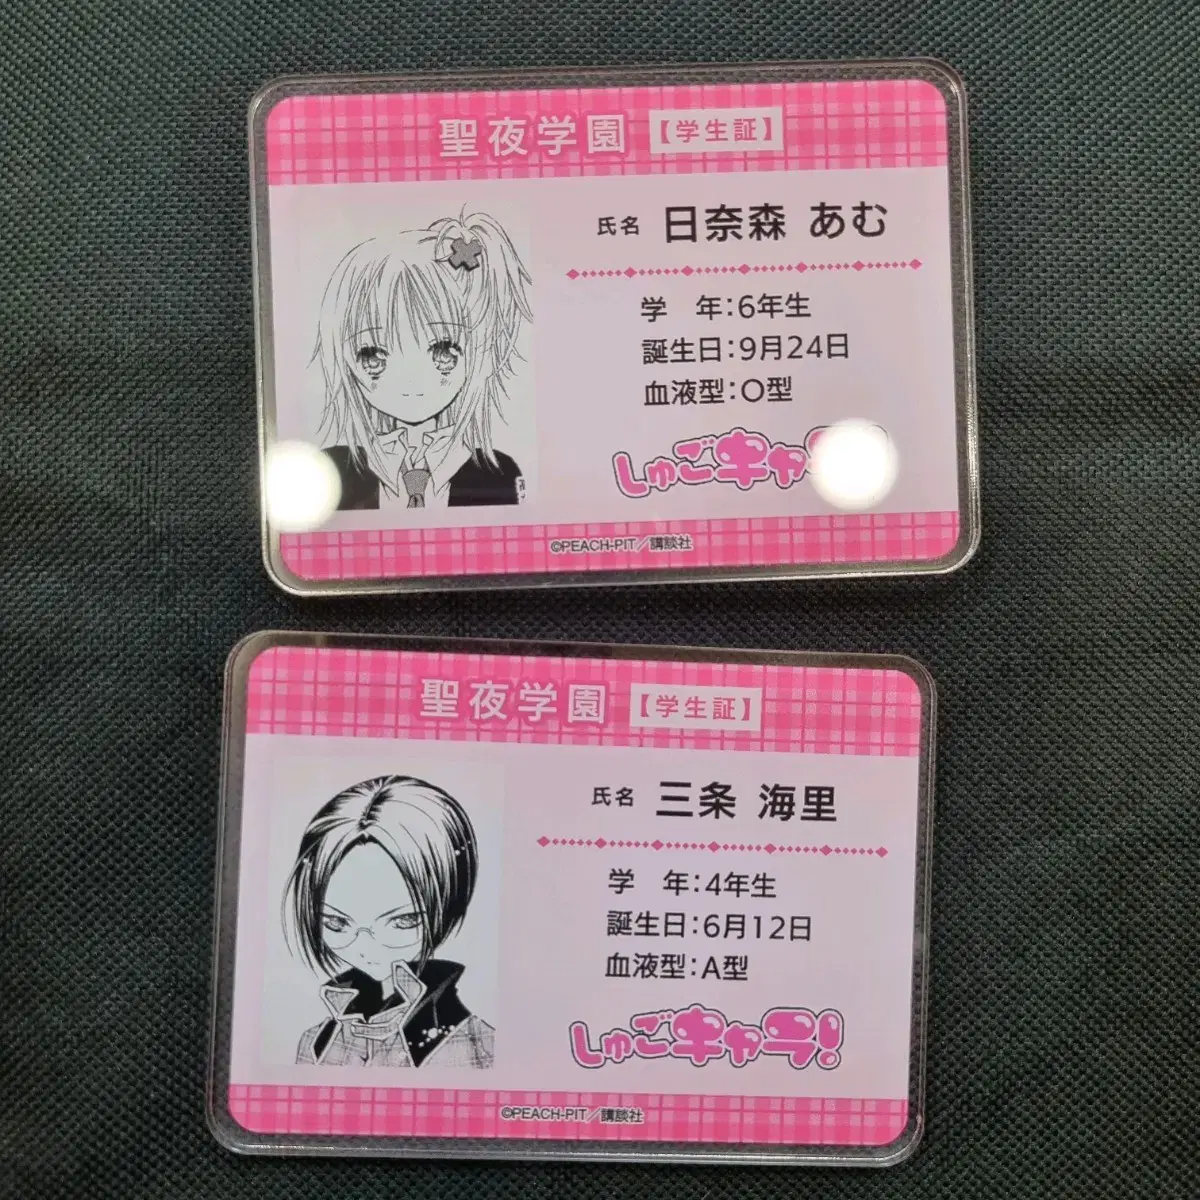 聖夜学園 【学生証】
氏名 日奈森 あむ
学 年:6年生
誕生日:9月24日
血液型:O型
しゅごキャ
©PEACH-PIT/講談社
聖夜学園 【学生証】
氏名 三条 海里
学 年:4年生
誕生日:6月12日
血液型:A型
しゅごキャラ!
©PEACH-PIT/講談社